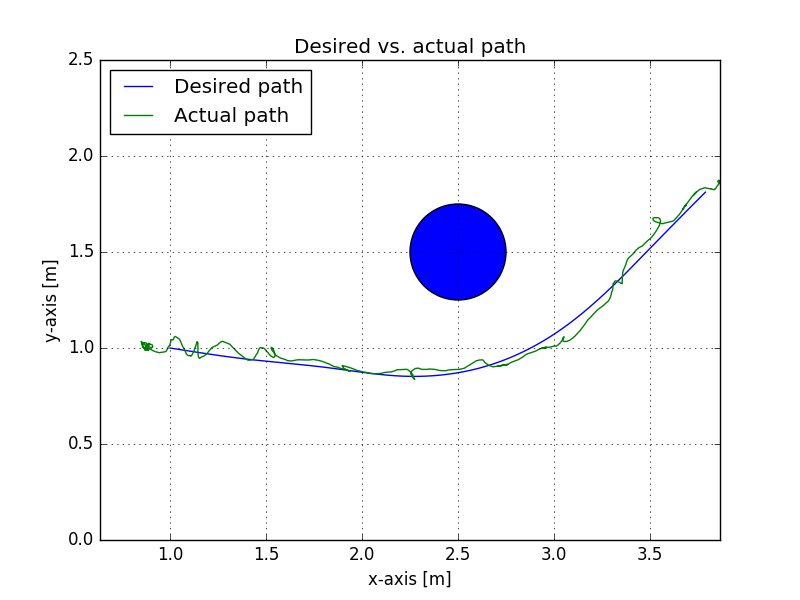 Desired vs. actual path
2.5
Desired path
Actual path
2.0
1.5
y-axis [m]
1.0
0.5
0.0
1.0 1.5 2.0 2.5 3.0 3.5
x-axis [m]